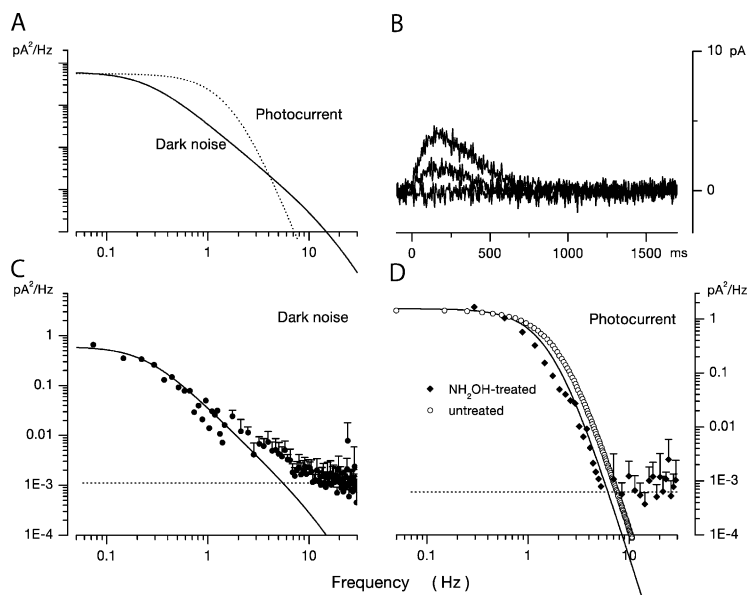 A
pA²/Hz
Photocurrent
Dark noise
0.1 1 10
B
10 pA
0
0 500 1000 1500 ms
C
pA²/Hz
Dark noise
1
0.1
0.01
1E-3
1E-4
0.1 1 10
D
pA²/Hz
Photocurrent
1
0.1
0.01
1E-3
1E-4
NH₂OH-treated
untreated
0.1 1 10
Frequency (Hz)